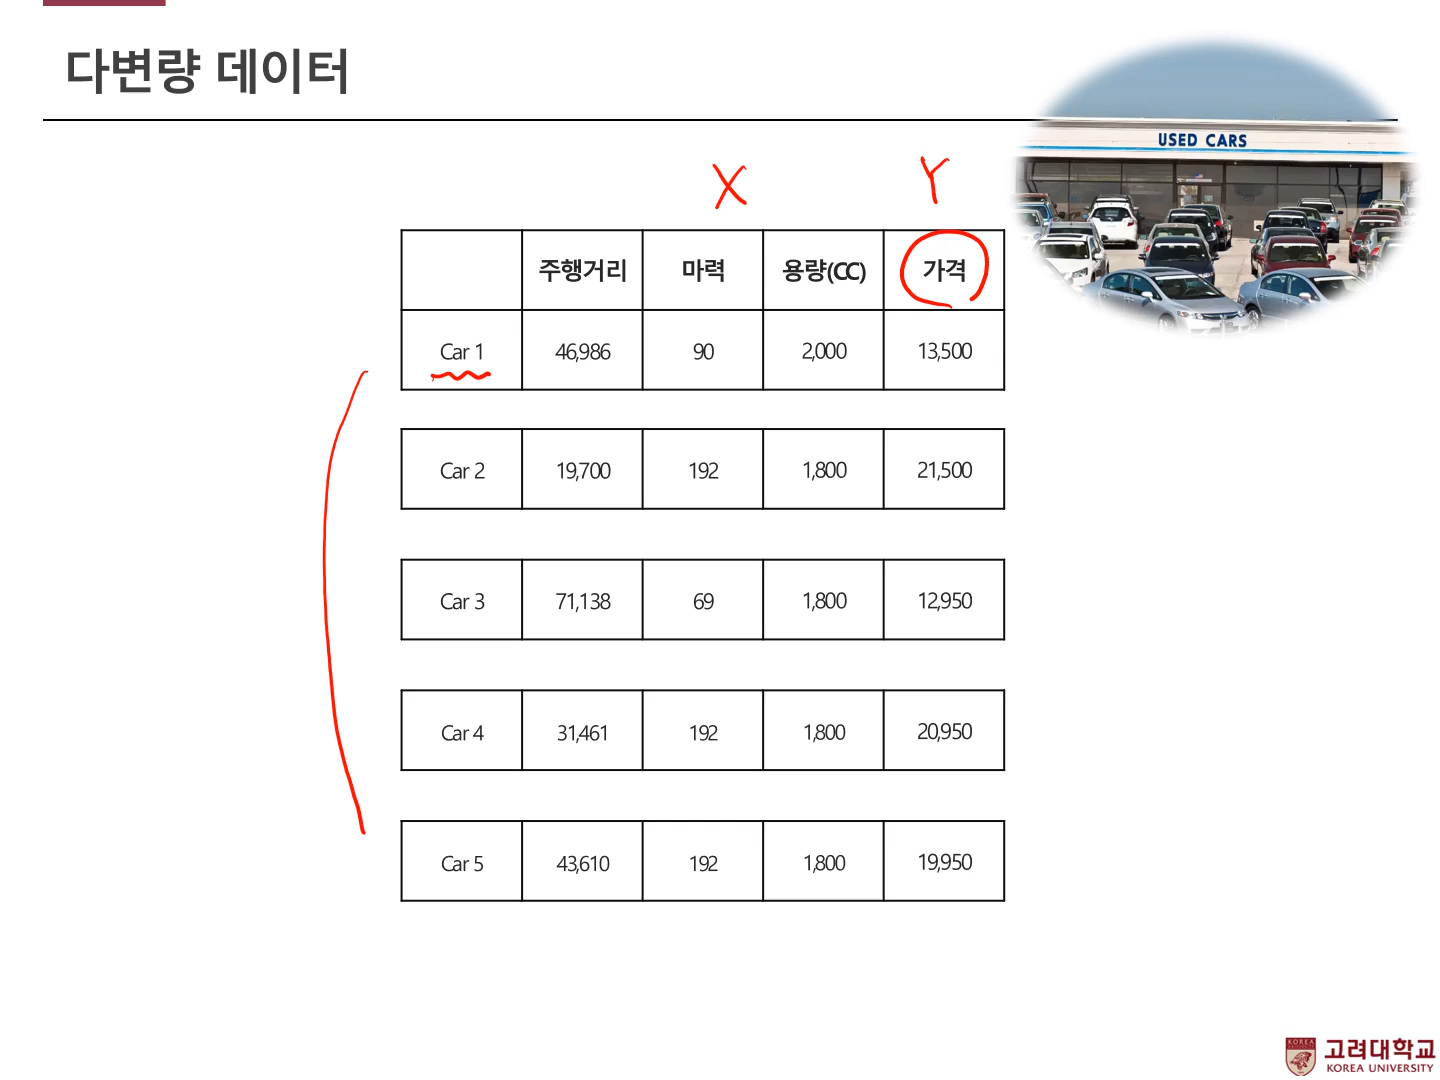 다변량 데이터
USED CARS
X Y
주행거리 마력 용량(CC) 가격
Car 1 46,986 90 2,000 13,500
Car 2 19,700 192 1,800 21,500
Car 3 71,138 69 1,800 12,950
Car 4 31,461 192 1,800 20,950
Car 5 43,610 192 1,800 19,950
KOREA
고려대학교
KOREA UNIVERSITY